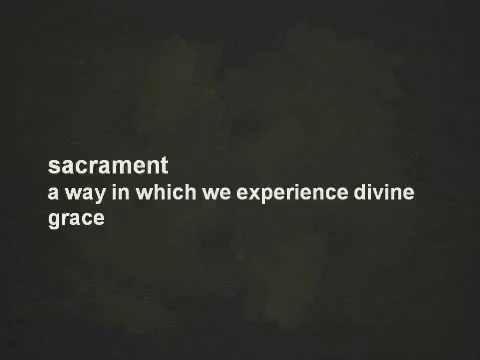 sacrament
a way in which we experience divine
grace